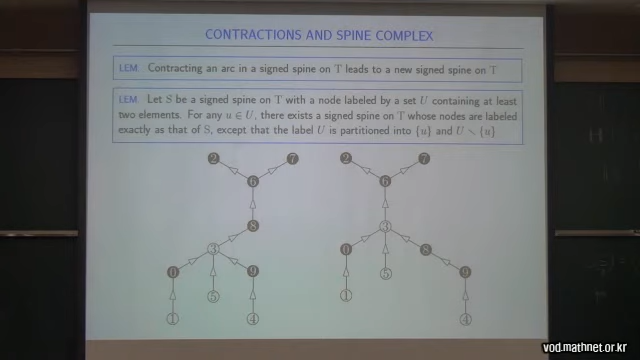 CONTRACTIONS AND SPINE COMPLEX
LEM. Contracting an arc in a signed spine on T leads to a new signed spine on T
LEM. Let S be a signed spine on T with a node labeled by a set U containing at least
two elements. For any u ∈ U, there exists a signed spine on T whose nodes are labeled
exactly as that of S, except that the label U is partitioned into {u} and U ∖ {u}
2 7 2 7
6 6
8 3
3 0 8
0 9 5 9
5 1
1 4 4
vod.mathnet.or.kr